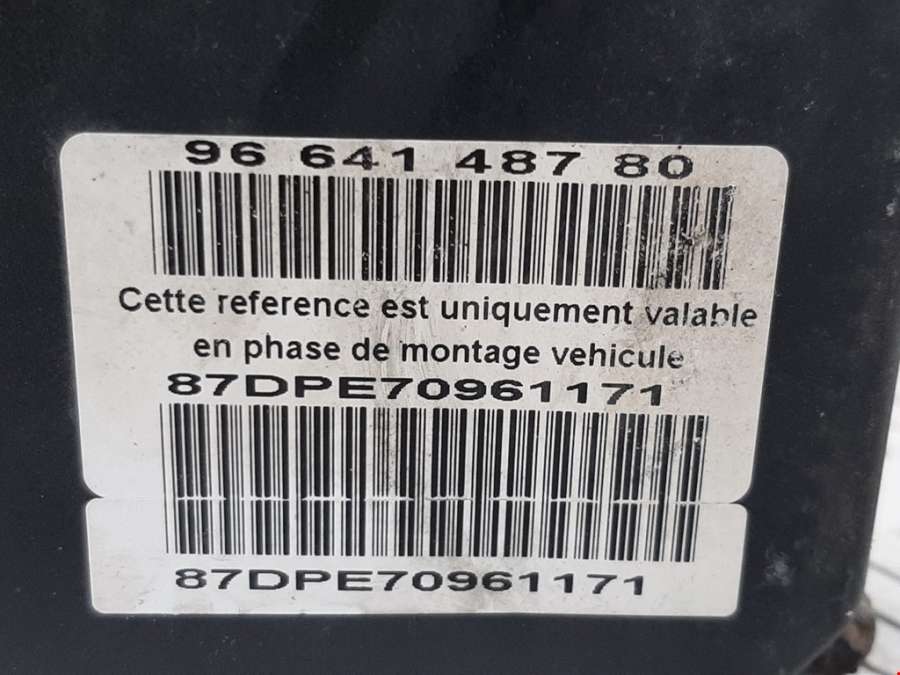 96 641 487 80
Cette reference est uniquement valable
en phase de montage vehicule
87DPE70961171
87DPE70961171